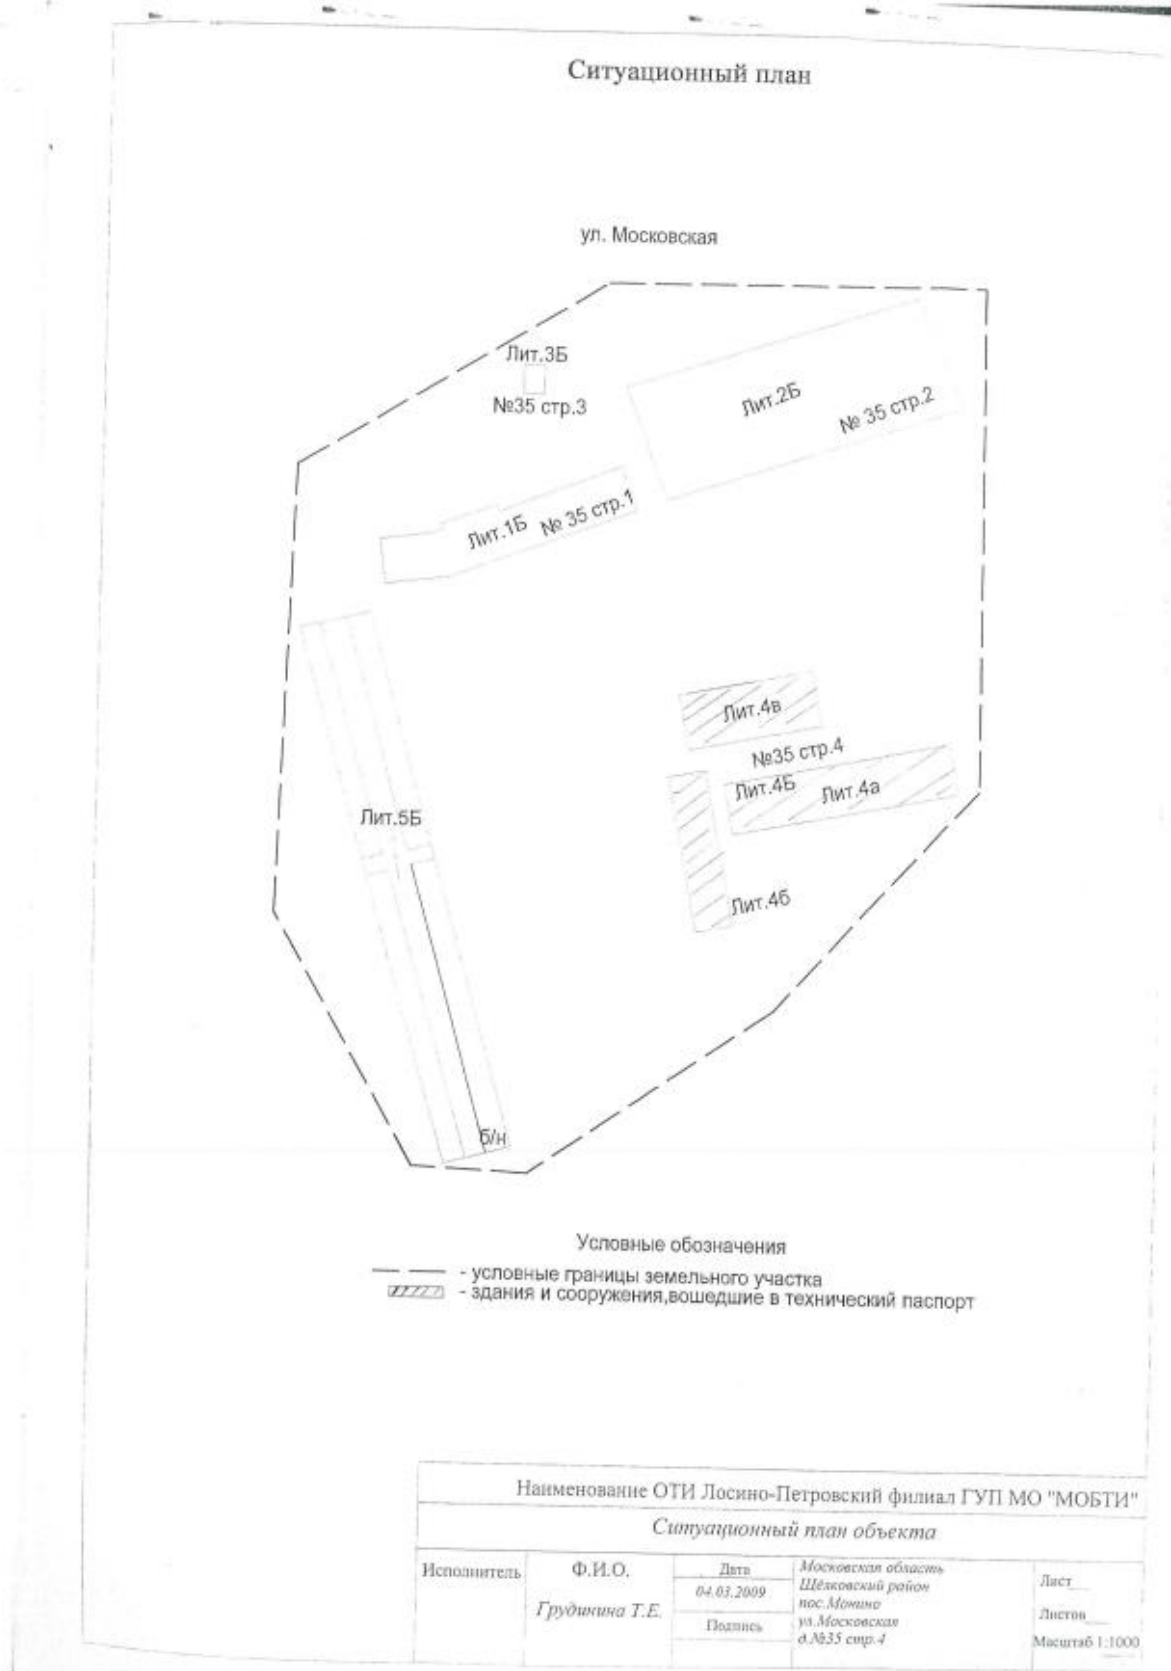 Ситуационный план
ул. Московская
Лит.3Б
№35 стр.3
Лит.2Б
№ 35 стр.2
Лит.1Б
№ 35 стр.1
Лит.4в
№35 стр.4
Лит.4Б
Лит.4а
Лит.5Б
Лит.4б
б/н
Условные обозначения
- условные границы земельного участка
- здания и сооружения,вошедшие в технический паспорт
Наименование ОТИ Лосино-Петровский филиал ГУП МО "МОБТИ"
Ситуационный план объекта
Исполнитель
Ф.И.О.
Грудинина Т.Е.
Дата
04.03.2009
Подпись
Московская область
Щёлковский район
пос.Монино
ул.Московская
д.№35 стр.4
Лист
Листов
Масштаб 1:1000